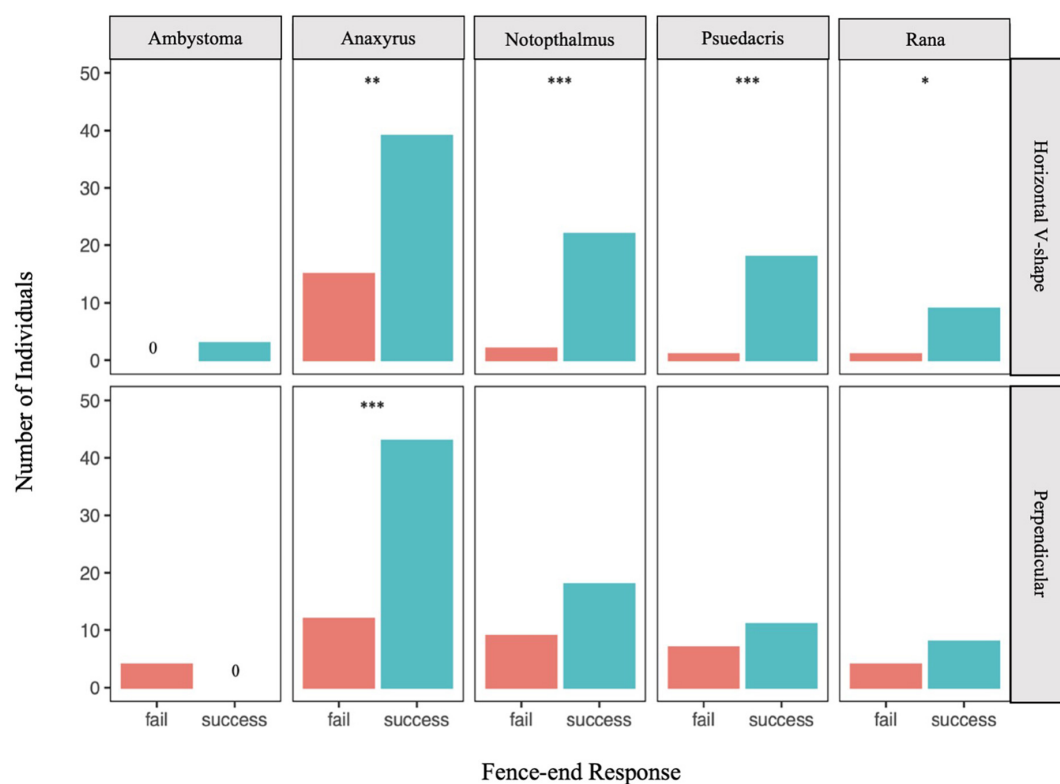 Ambystoma
Anaxyrus
Notopthalmus
Psuedacris
Rana
50
40
30
20
10
0
0
**
***
***
*
Horizontal V-shape
50
40
30
20
10
0
0
***
Perpendicular
Number of Individuals
fail success
fail success
fail success
fail success
fail success
Fence-end Response